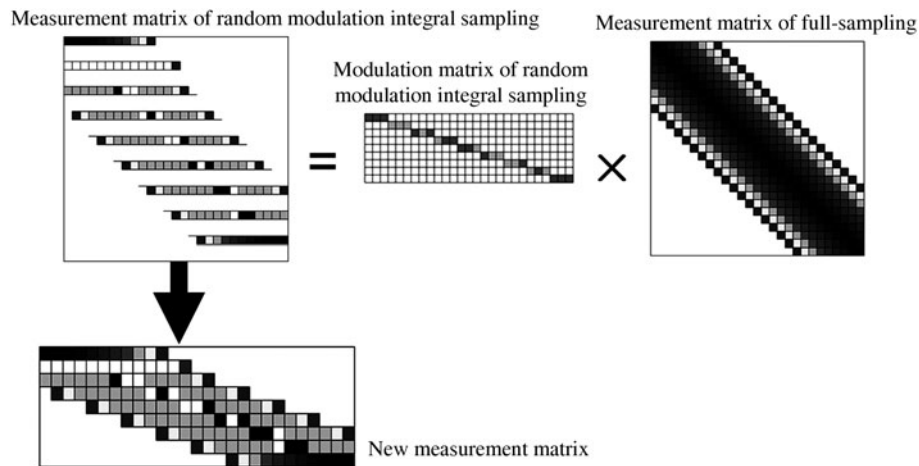 Measurement matrix of random modulation integral sampling
Measurement matrix of full-sampling
Modulation matrix of random
modulation integral sampling
=
×
New measurement matrix